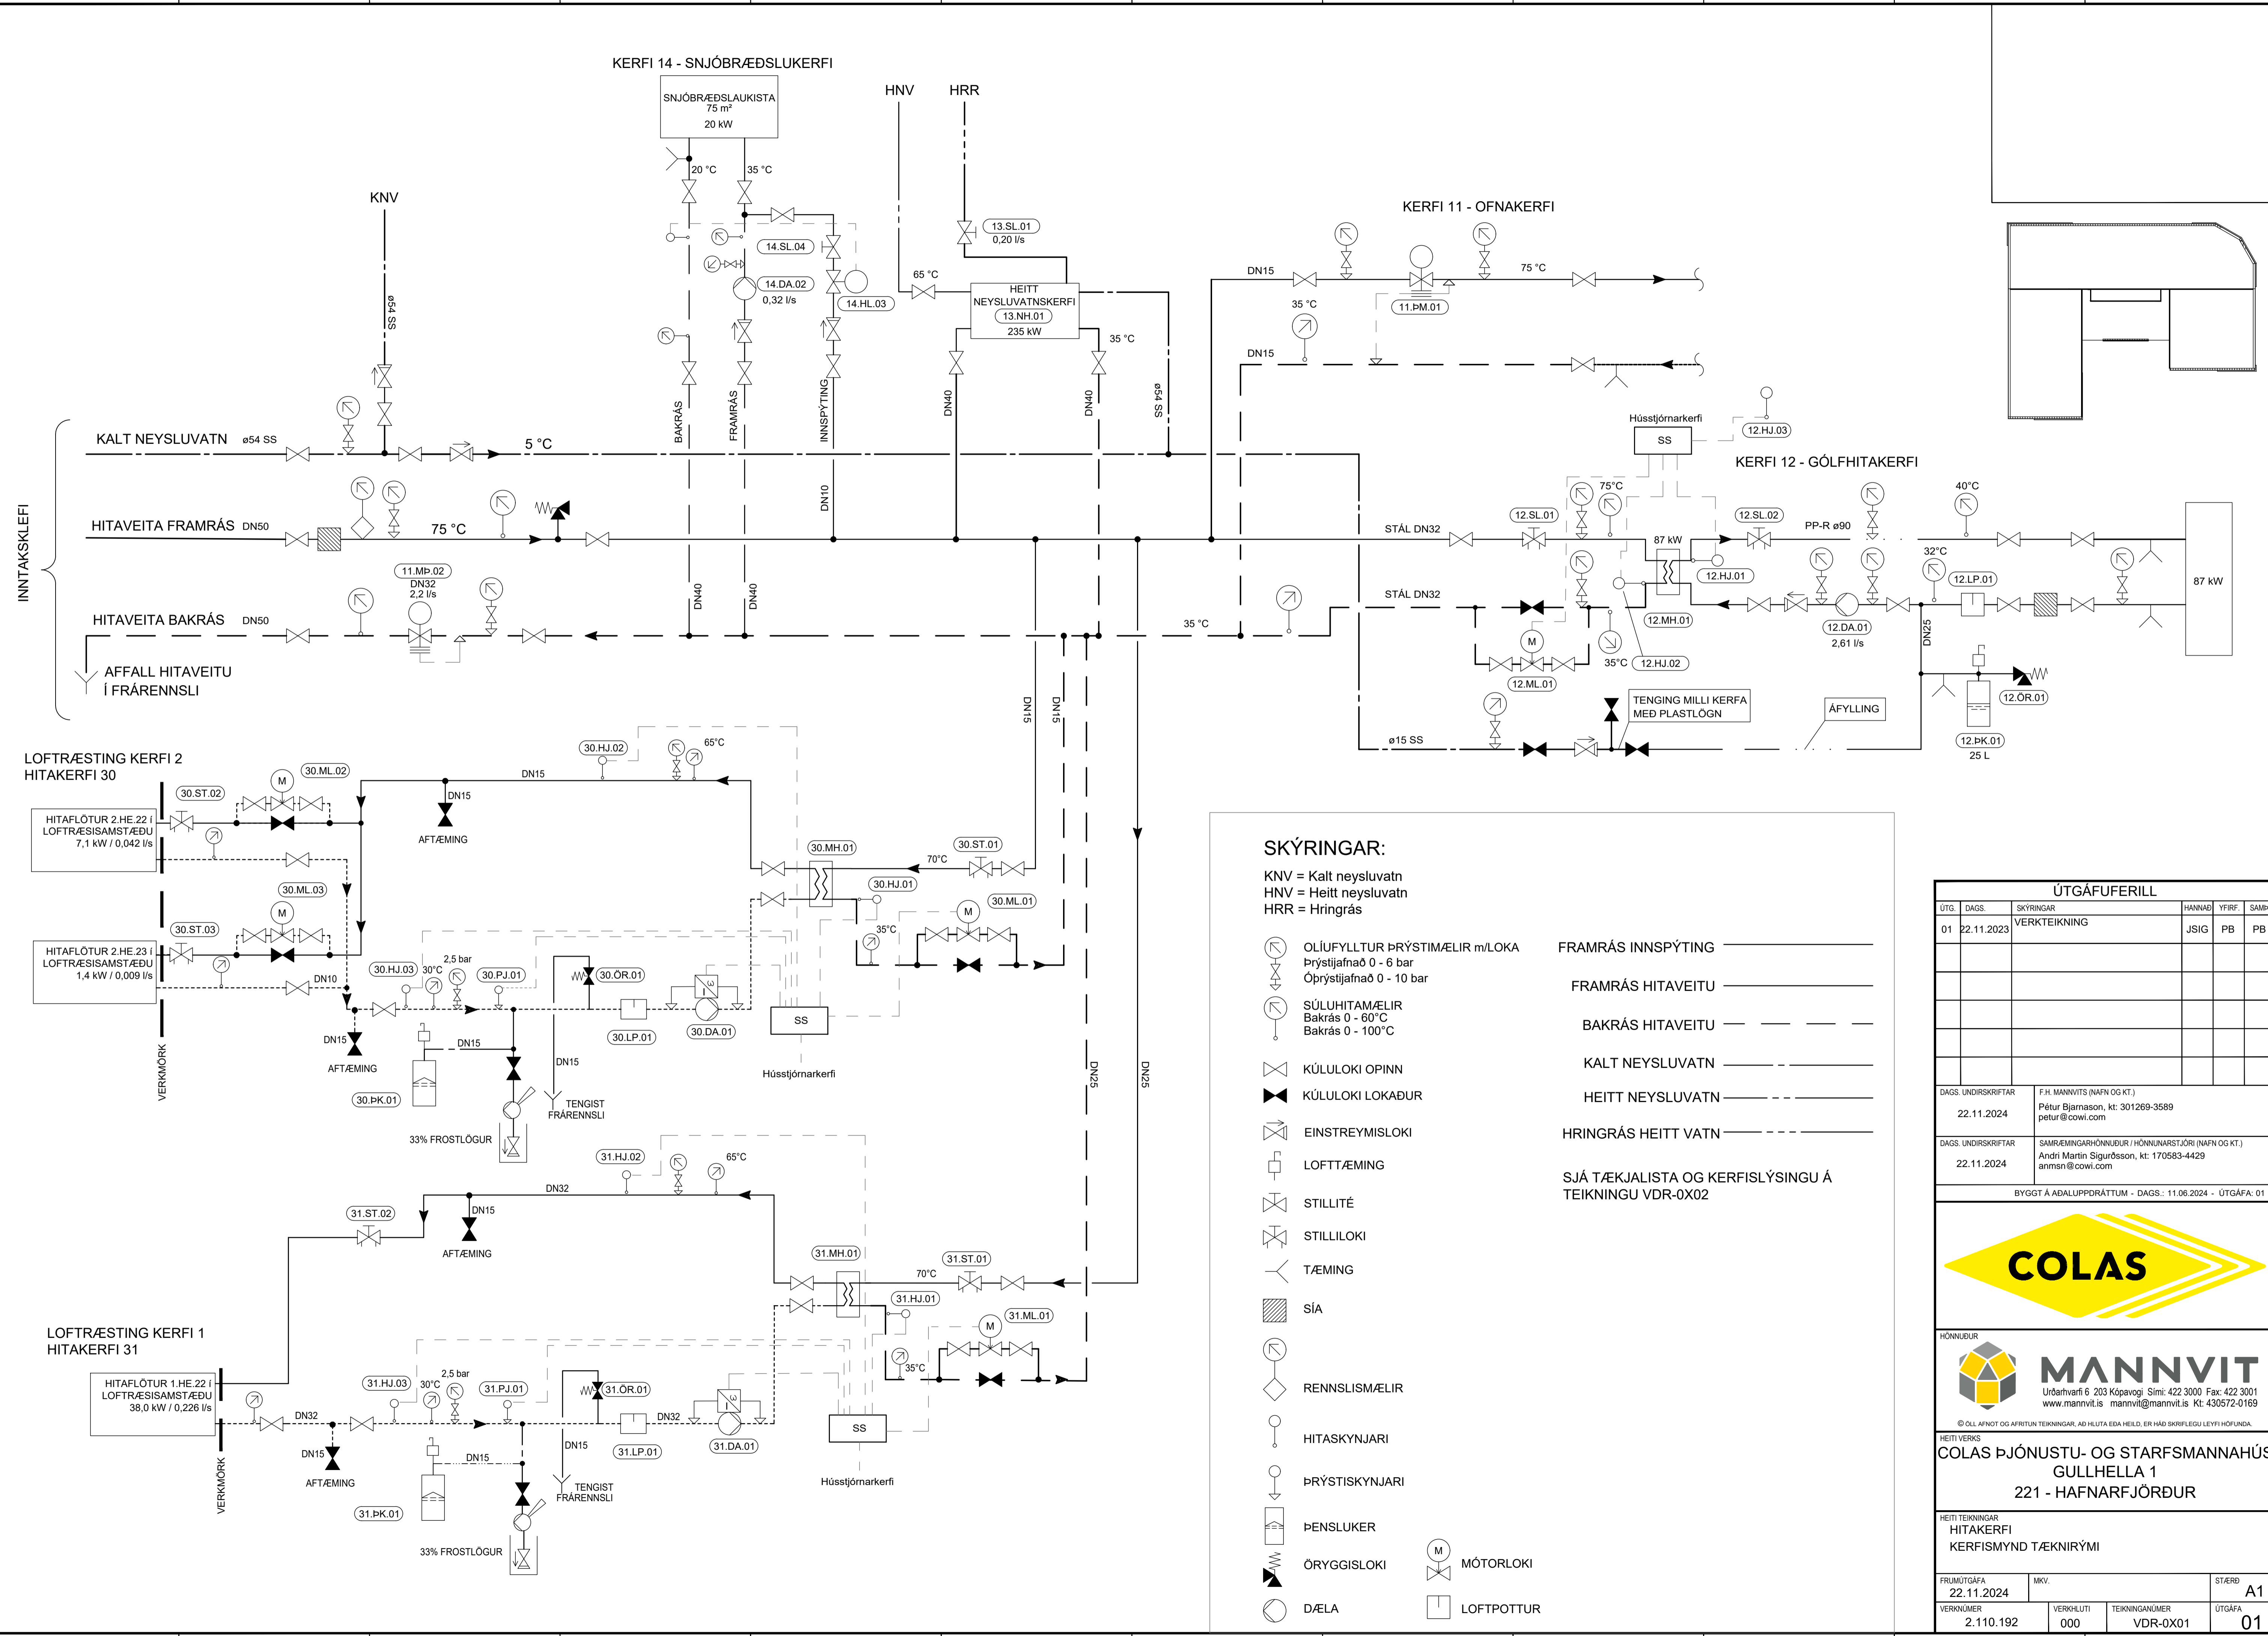 KERFI 14 - SNJÓBRÆÐSLUKERFI
SNJÓBRÆÐSLAUKISTA
75 m²
20 kW
20 °C
35 °C
14.SL.04
14.DA.02
0,32 l/s
14.HL.03
BAKRÁS
FRAMRÁS
INNSPÝTING
DN10
DN40
DN40
HNV
HRR
13.SL.01
0,20 l/s
65 °C
HEITT
NEYSLUVATNSKERFI
13.NH.01
235 kW
35 °C
DN40
DN40
ø54 SS
KNV
ø54 SS
KERFI 11 - OFNAKERFI
DN15
75 °C
11.ÞM.01
35 °C
DN15
INNTAKSKLEFI
KALT NEYSLUVATN
ø54 SS
5 °C
HITAVEITA FRAMRÁS
DN50
75 °C
11.MÞ.02
DN32
2,2 l/s
HITAVEITA BAKRÁS
DN50
35 °C
AFFALL HITAVEITU
Í FRÁRENNSLI
Hússtjórnarkerfi
SS
12.HJ.03
KERFI 12 - GÓLFHITAKERFI
STÁL DN32
12.SL.01
75°C
87 kW
12.SL.02
PP-R ø90
40°C
12.HJ.01
32°C
12.LP.01
87 kW
STÁL DN32
12.MH.01
12.DA.01
2,61 l/s
DN25
M
35°C
12.HJ.02
12.ML.01
TENGING MILLI KERFA
MEÐ PLASTLÖGN
ÁFYLLING
12.ÖR.01
12.ÞK.01
25 L
ø15 SS
DN15
DN15
DN25
DN25
LOFTRÆSTING KERFI 2
HITAKERFI 30
30.ST.02
M
30.ML.02
HITAFLÖTUR 2.HE.22 í
LOFTRÆSISAMSTÆÐU
7,1 kW / 0,042 l/s
30.ML.03
M
30.ST.03
HITAFLÖTUR 2.HE.23 í
LOFTRÆSISAMSTÆÐU
1,4 kW / 0,009 l/s
DN10
VERKMÖRK
DN15
30.HJ.02
65°C
DN15
AFTÆMING
30.MH.01
70°C
30.ST.01
30.HJ.01
30.ML.01
M
35°C
30.HJ.03
30°C
2,5 bar
30.PJ.01
30.ÖR.01
30.LP.01
30.DA.01
SS
Hússtjórnarkerfi
DN15
AFTÆMING
DN15
30.ÞK.01
DN15
TENGIST
FRÁRENNSLI
33% FROSTLÖGUR
LOFTRÆSTING KERFI 1
HITAKERFI 31
31.HJ.02
65°C
DN32
31.ST.02
DN15
AFTÆMING
31.MH.01
70°C
31.ST.01
31.HJ.01
31.ML.01
M
35°C
HITAFLÖTUR 1.HE.22 í
LOFTRÆSISAMSTÆÐU
38,0 kW / 0,226 l/s
VERKMÖRK
DN32
31.HJ.03
30°C
2,5 bar
31.PJ.01
31.ÖR.01
31.LP.01
DN32
31.DA.01
SS
Hússtjórnarkerfi
DN15
AFTÆMING
DN15
31.ÞK.01
DN15
TENGIST
FRÁRENNSLI
33% FROSTLÖGUR
SKÝRINGAR:
KNV = Kalt neysluvatn
HNV = Heitt neysluvatn
HRR = Hringrás
OLÍUFYLLTUR ÞRÝSTIMÆLIR m/LOKA
Þrýstijafnað 0 - 6 bar
Óþrýstijafnað 0 - 10 bar
SÚLUHITAMÆLIR
Bakrás 0 - 60°C
Bakrás 0 - 100°C
KÚLULOKI OPINN
KÚLULOKI LOKAÐUR
EINSTREYMISLOKI
LOFTTÆMING
STILLITÉ
STILLILOKI
TÆMING
SÍA
RENNSLISMÆLIR
HITASKYNJARI
ÞRÝSTISKYNJARI
ÞENSLUKER
ÖRYGGISLOKI
M
MÓTORLOKI
DÆLA
LOFTPOTTUR
FRAMRÁS INNSPÝTING
FRAMRÁS HITAVEITU
BAKRÁS HITAVEITU
KALT NEYSLUVATN
HEITT NEYSLUVATN
HRINGRÁS HEITT VATN
SJÁ TÆKJALISTA OG KERFISLÝSINGU Á
TEIKNINGU VDR-0X02
ÚTGÁFUFERILL
ÚTG. DAGS. SKÝRINGAR HANNAÐ YFIRF. SAMÞ
01 22.11.2023 VERKTEIKNING JSIG PB PB
DAGS. UNDIRSKRIFTAR
22.11.2024
F.H. MANNVITS (NAFN OG KT.)
Pétur Bjarnason, kt: 301269-3589
petur@cowi.com
DAGS. UNDIRSKRIFTAR
22.11.2024
SAMRÆMINGARHÖNNUÐUR / HÖNNUNARSTJÓRI (NAFN OG KT.)
Andri Martin Sigurðsson, kt: 170583-4429
anmsn@cowi.com
BYGGT Á AÐALUPPDRÁTTUM - DAGS.: 11.06.2024 - ÚTGÁFA: 01
COLAS
HÖNNUÐUR
MANNVIT
Urðarhvarfi 6 203 Kópavogi Sími: 422 3000 Fax: 422 3001
www.mannvit.is mannvit@mannvit.is Kt: 430572-0169
© ÖLL AFNOT OG AFRITUN TEIKNINGAR, AÐ HLUTA EÐA HEILD, ER HÁÐ SKRIFLEGU LEYFI HÖFUNDA.
HEITI VERKS
COLAS ÞJÓNUSTU- OG STARFSMANNAHÚS
GULLHELLA 1
221 - HAFNARFJÖRÐUR
HEITI TEIKNINGAR
HITAKERFI
KERFISMYND TÆKNIRÝMI
FRUMÚTGÁFA
22.11.2024
MKV.
STÆRÐ
A1
VERKNÚMER
2.110.192
VERKHLUTI
000
TEIKNINGANÚMER
VDR-0X01
ÚTGÁFA
01